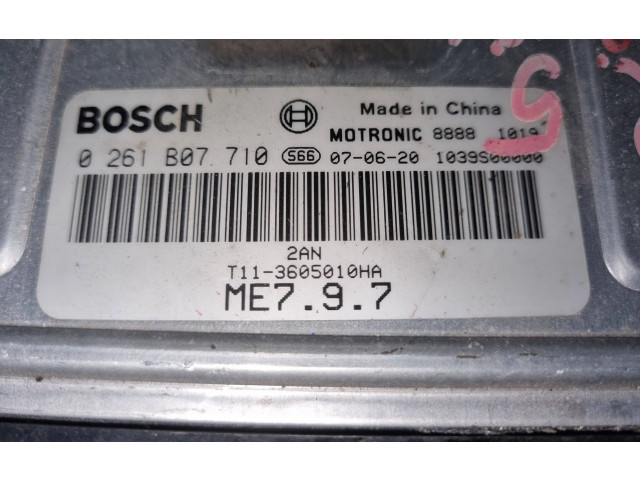 BOSCH Made in China
MOTRONIC 8888 1019
0 261 B07 710 S66 07-06-20 1039S00000
2AN
T11-3605010HA
ME7.9.7
S